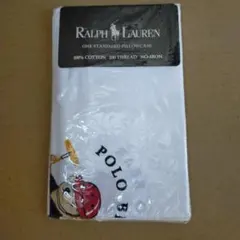 RALPH LAUREN
ONE STANDARD PILLOWCASE
100% COTTON 200 THREAD NO-IRON
POLO B